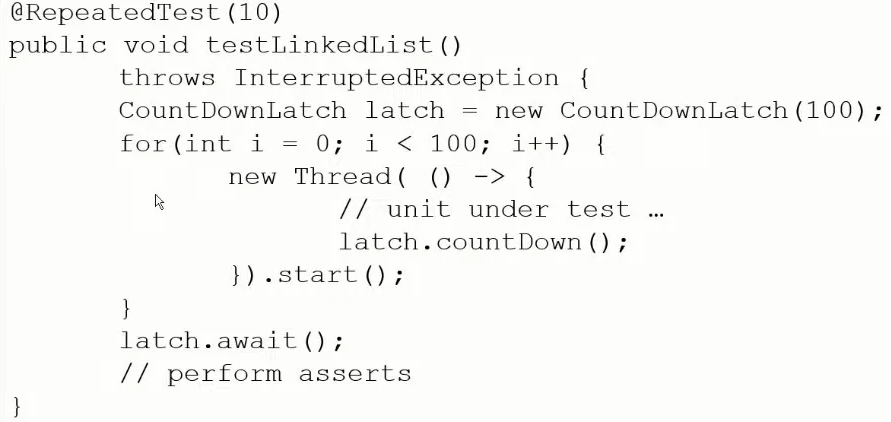 @RepeatedTest(10)
public void testLinkedList()
throws InterruptedException {
CountDownLatch latch = new CountDownLatch(100);
for(int i = 0; i < 100; i++) {
new Thread( () -> {
// unit under test …
latch.countDown();
}).start();
}
latch.await();
// perform asserts
}